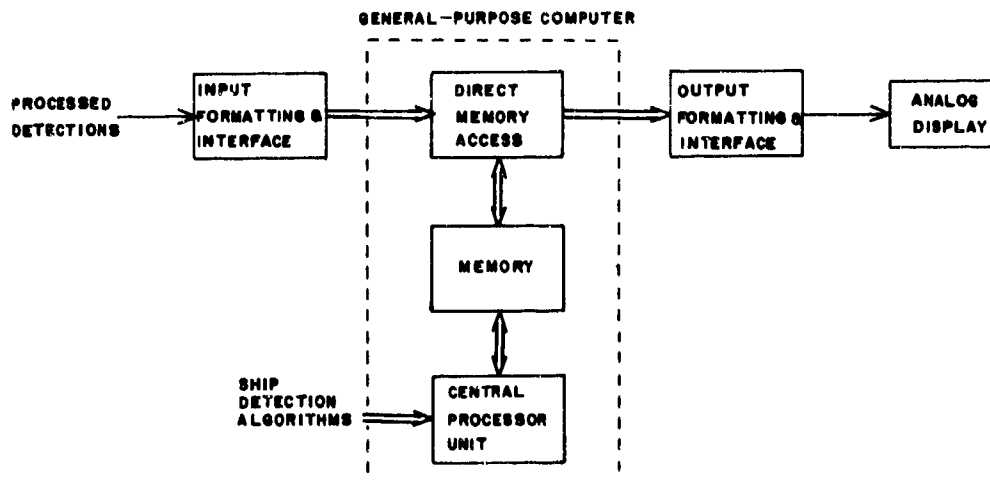 GENERAL-PURPOSE COMPUTER
PROCESSED
DETECTIONS
INPUT
FORMATTING &
INTERFACE
DIRECT
MEMORY
ACCESS
OUTPUT
FORMATTING &
INTERFACE
ANALOG
DISPLAY
MEMORY
SHIP
DETECTION
ALGORITHMS
CENTRAL
PROCESSOR
UNIT